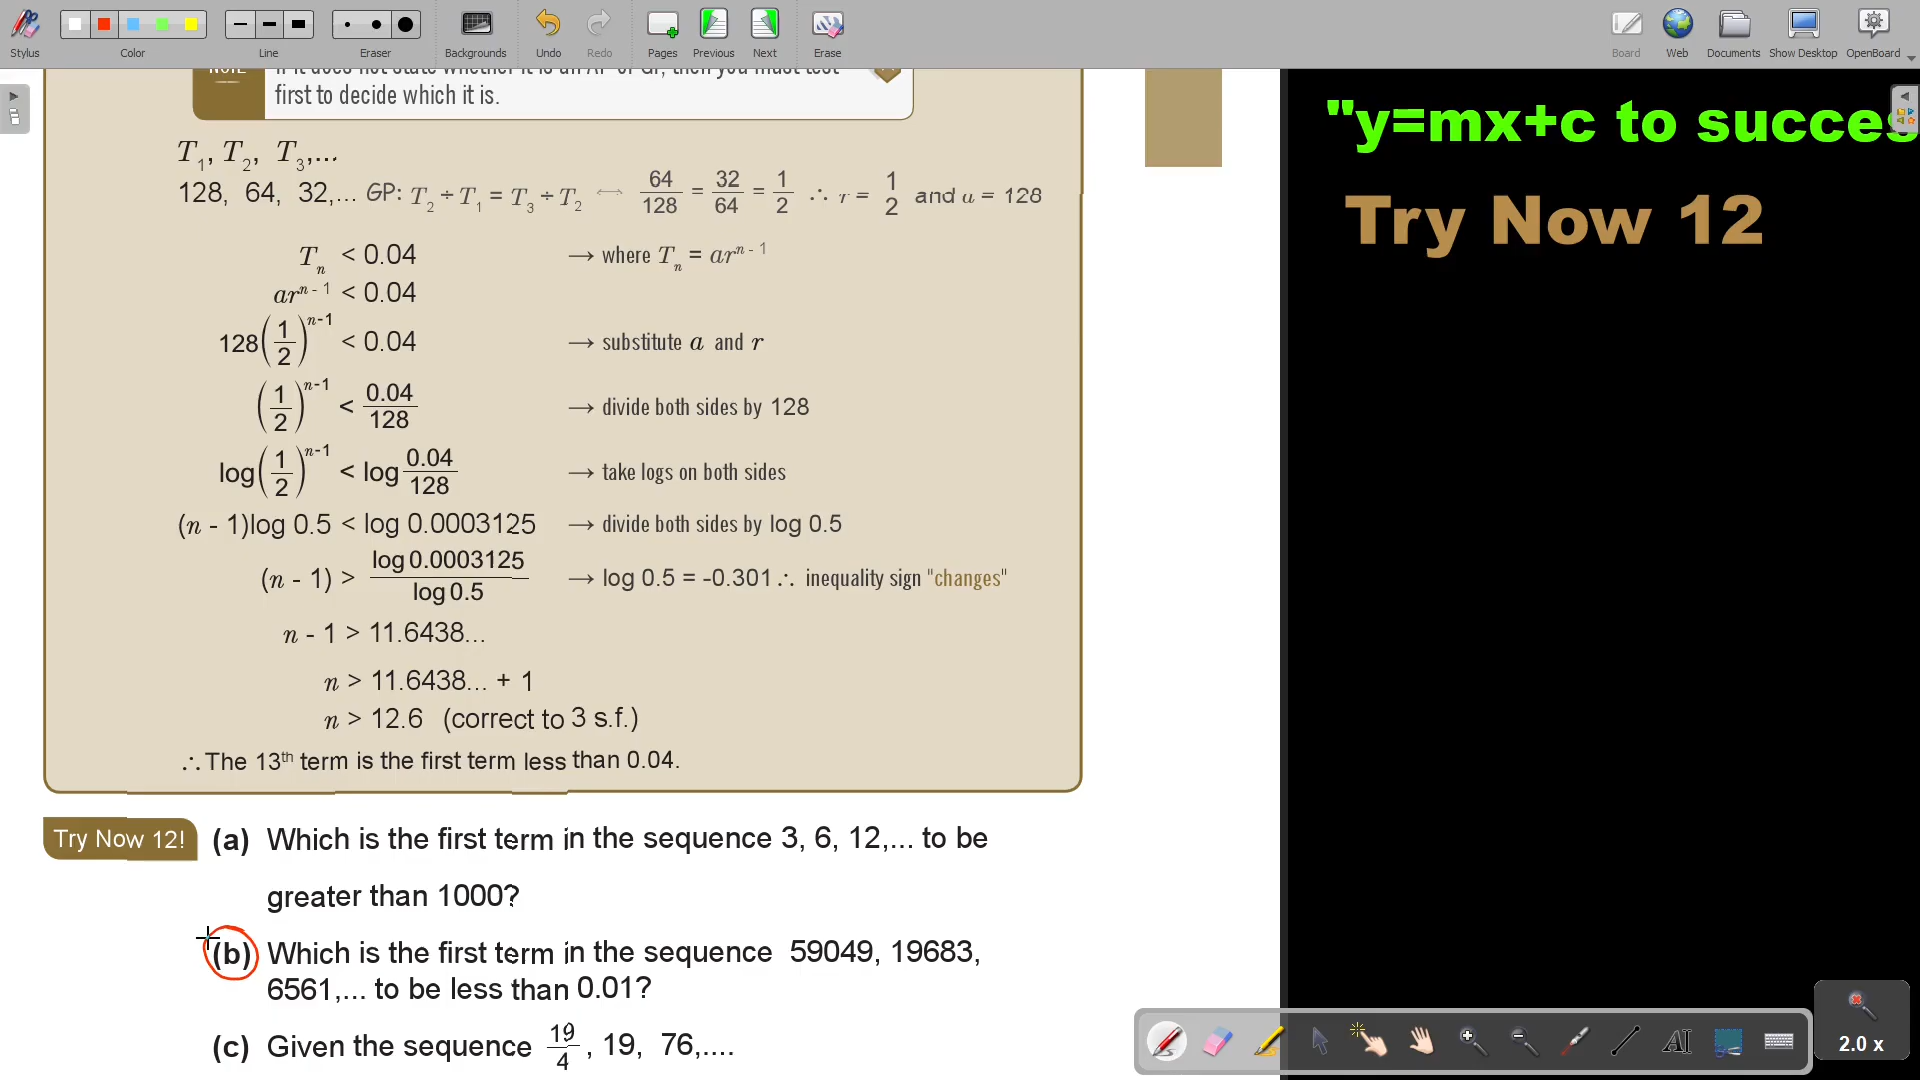 Stylus Color Line Eraser Backgrounds Undo Redo Pages Previous Next Erase Board Web Documents Show Desktop OpenBoard
first to decide which it is.
"y=mx+c to succes
Try Now 12
T₁, T₂, T₃,...
128, 64, 32,... GP: T₂ ÷ T₁ = T₃ ÷ T₂ ⟷ 64/128 = 32/64 = 1/2 ∴ r = 1/2 and a = 128
Tₙ < 0.04 → where Tₙ = arⁿ⁻¹
arⁿ⁻¹ < 0.04
128(1/2)ⁿ⁻¹ < 0.04 → substitute a and r
(1/2)ⁿ⁻¹ < 0.04/128 → divide both sides by 128
log(1/2)ⁿ⁻¹ < log 0.04/128 → take logs on both sides
(n - 1)log 0.5 < log 0.0003125 → divide both sides by log 0.5
(n - 1) > log 0.0003125/log 0.5 → log 0.5 = -0.301 ∴ inequality sign "changes"
n - 1 > 11.6438...
n > 11.6438... + 1
n > 12.6 (correct to 3 s.f.)
∴ The 13th term is the first term less than 0.04.
Try Now 12! (a) Which is the first term in the sequence 3, 6, 12,... to be
greater than 1000?
(b) Which is the first term in the sequence 59049, 19683,
6561,... to be less than 0.01?
(c) Given the sequence 19/4, 19, 76,....
2.0 x